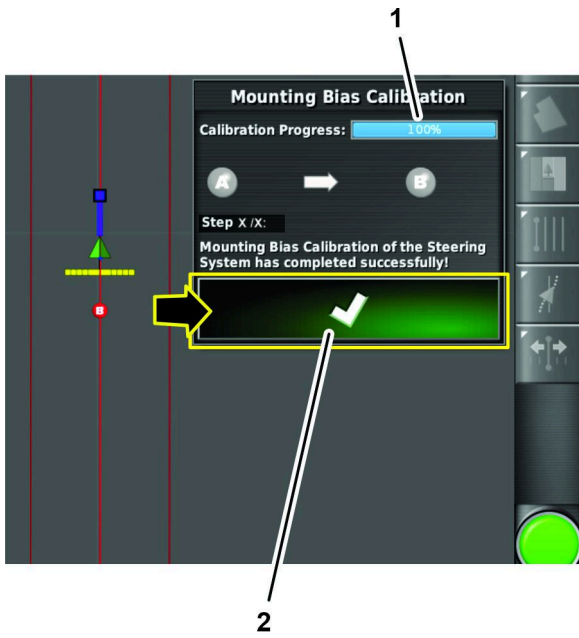 1
Mounting Bias Calibration
Calibration Progress: 100%
A B
Step X /X:
Mounting Bias Calibration of the Steering
System has completed successfully!
B
2